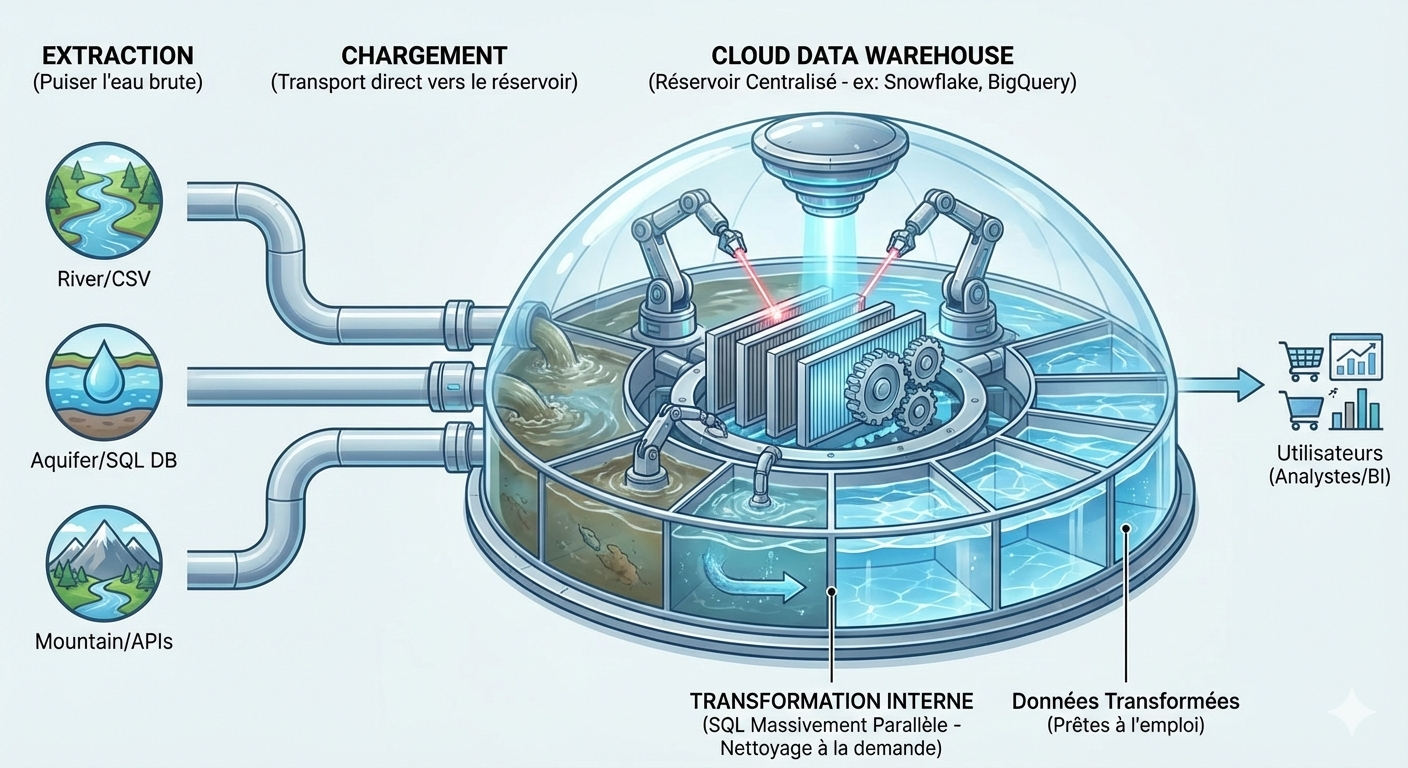 EXTRACTION
(Puiser l'eau brute)
CHARGEMENT
(Transport direct vers le réservoir)
CLOUD DATA WAREHOUSE
(Réservoir Centralisé - ex: Snowflake, BigQuery)
River/CSV
Aquifer/SQL DB
Mountain/APIs
Utilisateurs
(Analystes/BI)
TRANSFORMATION INTERNE
(SQL Massivement Parallèle -
Nettoyage à la demande)
Données Transformées
(Prêtes à l'emploi)